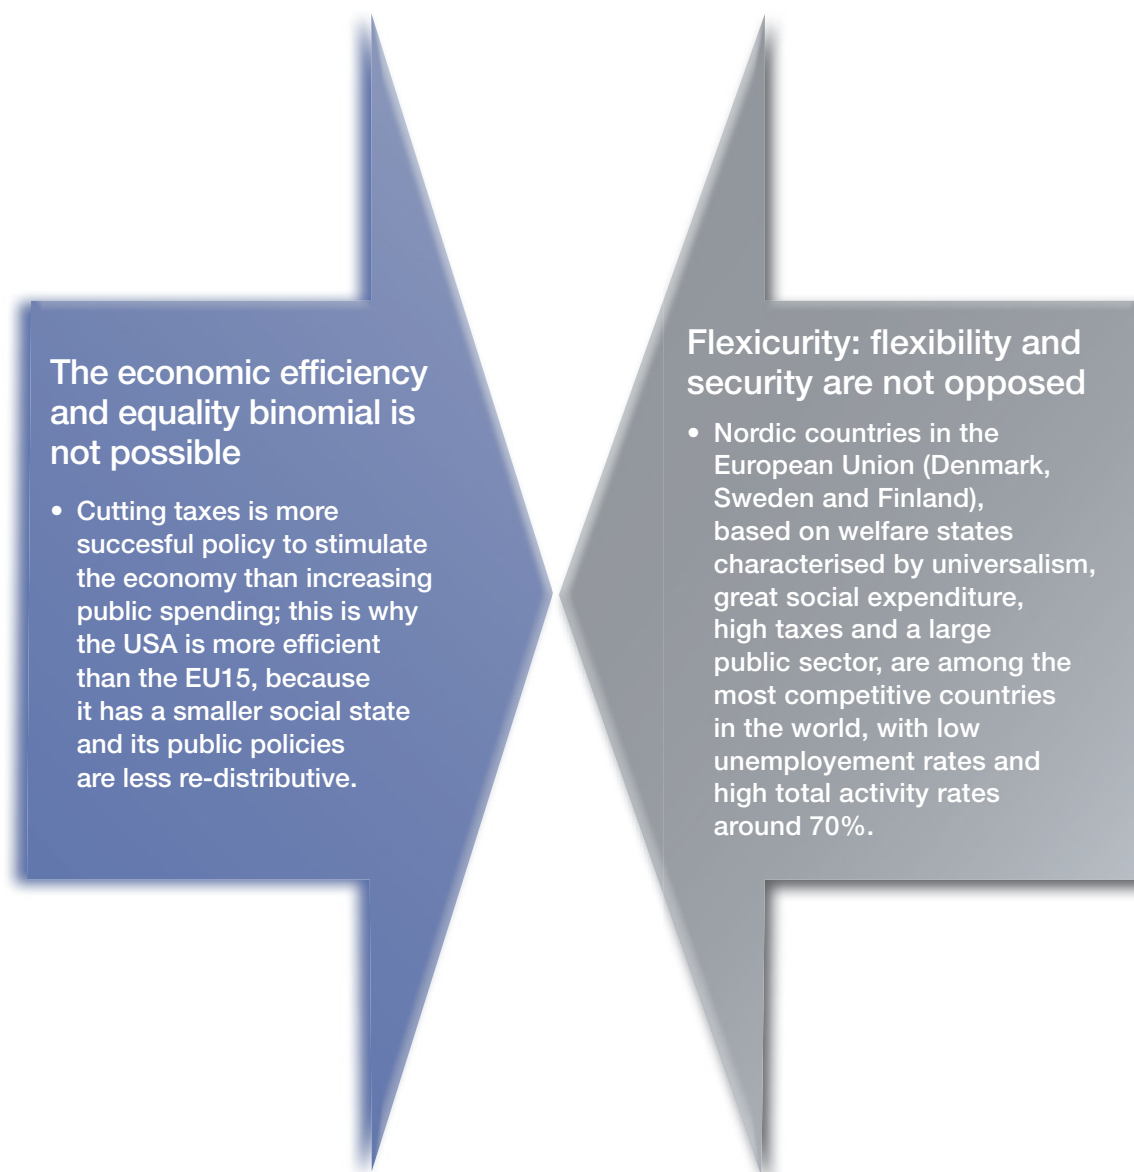 The economic efficiency
and equality binomial is
not possible
• Cutting taxes is more
succesful policy to stimulate
the economy than increasing
public spending; this is why
the USA is more efficient
than the EU15, because
it has a smaller social state
and its public policies
are less re-distributive.
Flexicurity: flexibility and
security are not opposed
• Nordic countries in the
European Union (Denmark,
Sweden and Finland),
based on welfare states
characterised by universalism,
great social expenditure,
high taxes and a large
public sector, are among the
most competitive countries
in the world, with low
unemployement rates and
high total activity rates
around 70%.